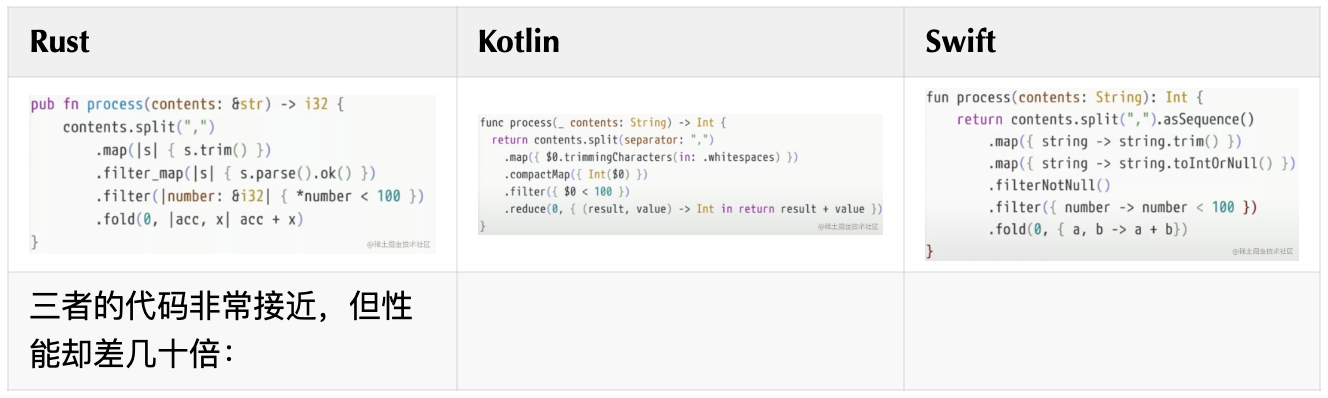 Rust
Kotlin
Swift
pub fn process(contents: &str) -> i32 {
contents.split(",")
.map(|s| { s.trim() })
.filter_map(|s| { s.parse().ok() })
.filter(|number: &i32| { *number < 100 })
.fold(0, |acc, x| acc + x)
}
@稀土掘金技术社区
func process(_ contents: String) -> Int {
return contents.split(separator: ",")
.map({ $0.trimmingCharacters(in: .whitespaces) })
.compactMap({ Int($0) })
.filter({ $0 < 100 })
.reduce(0, { (result, value) -> Int in return result + value })
}
@稀土掘金技术社区
fun process(contents: String): Int {
return contents.split(",").asSequence()
.map({ string -> string.trim() })
.map({ string -> string.toIntOrNull() })
.filterNotNull()
.filter({ number -> number < 100 })
.fold(0, { a, b -> a + b})
}
@稀土掘金技术社区
三者的代码非常接近，但性
能却差几十倍：